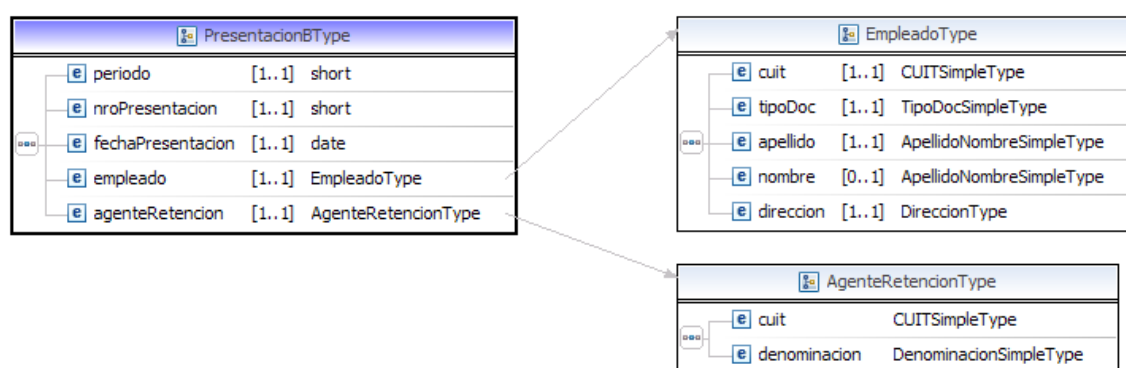 PresentacionBType
periodo [1..1] short
nroPresentacion [1..1] short
fechaPresentacion [1..1] date
empleado [1..1] EmpleadoType
agenteRetencion [1..1] AgenteRetencionType
EmpleadoType
cuit [1..1] CUITSimpleType
tipoDoc [1..1] TipoDocSimpleType
apellido [1..1] ApellidoNombreSimpleType
nombre [0..1] ApellidoNombreSimpleType
direccion [1..1] DireccionType
AgenteRetencionType
cuit CUITSimpleType
denominacion DenominacionSimpleType